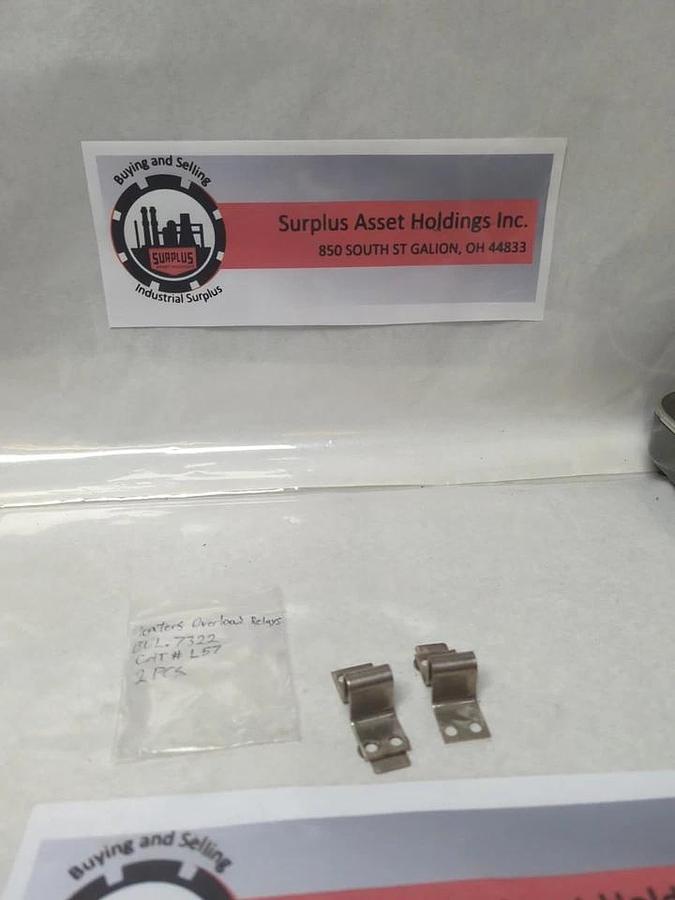 Buying and Selling
SURPLUS
Industrial Surplus
Surplus Asset Holdings Inc.
850 SOUTH ST GALION, OH 44833
Heaters Overload Relays
BUL. 7322
CAT # L57
2 PCS
Buying and Selling